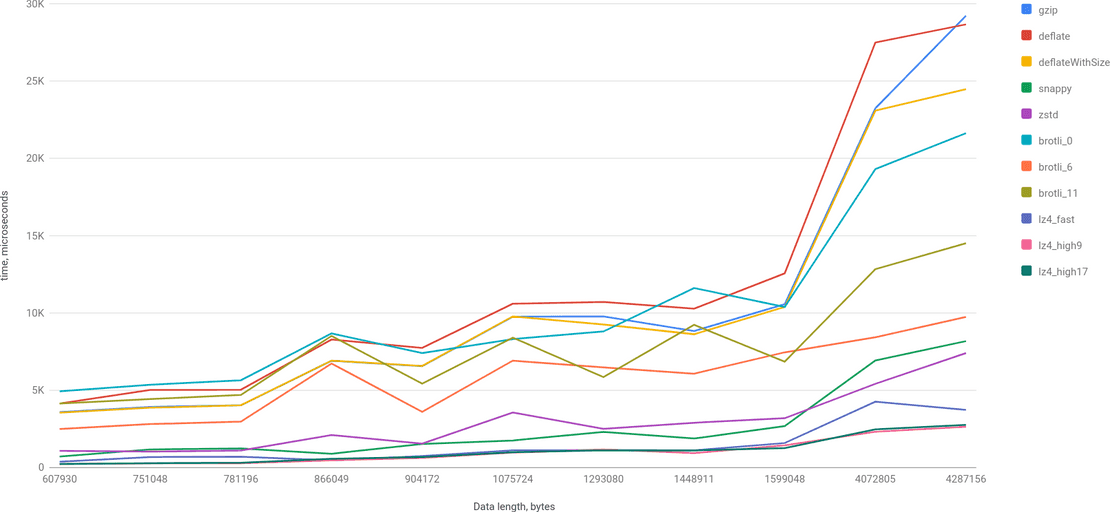 30K
25K
20K
15K
10K
5K
0
time, microseconds
607930
751048
781196
866049
904172
1075724
1293080
1448911
1599048
4072805
4287156
Data length, bytes
gzip
deflate
deflateWithSize
snappy
zstd
brotli_0
brotli_6
brotli_11
lz4_fast
lz4_high9
lz4_high17